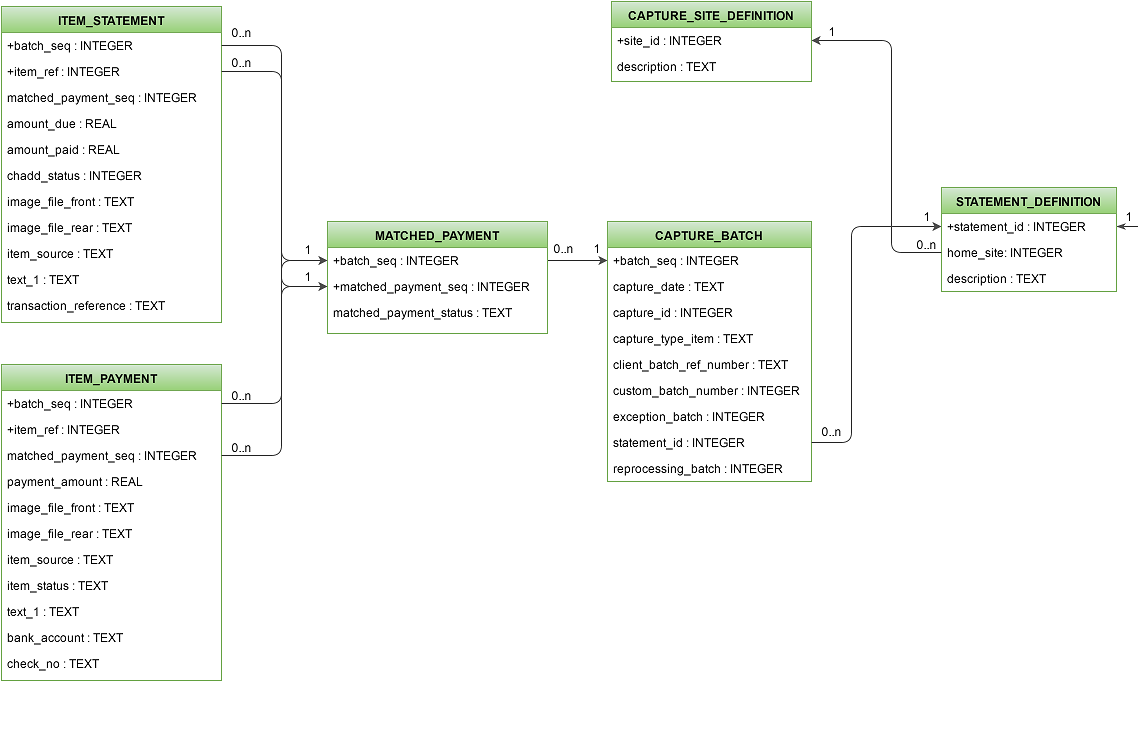 ITEM_STATEMENT
+batch_seq : INTEGER
+item_ref : INTEGER
matched_payment_seq : INTEGER
amount_due : REAL
amount_paid : REAL
chadd_status : INTEGER
image_file_front : TEXT
image_file_rear : TEXT
item_source : TEXT
text_1 : TEXT
transaction_reference : TEXT
0..n
0..n
ITEM_PAYMENT
+batch_seq : INTEGER
+item_ref : INTEGER
matched_payment_seq : INTEGER
payment_amount : REAL
image_file_front : TEXT
image_file_rear : TEXT
item_source : TEXT
item_status : TEXT
text_1 : TEXT
bank_account : TEXT
check_no : TEXT
0..n
0..n
1
1
MATCHED_PAYMENT
+batch_seq : INTEGER
+matched_payment_seq : INTEGER
matched_payment_status : TEXT
0..n
1
CAPTURE_BATCH
+batch_seq : INTEGER
capture_date : TEXT
capture_id : INTEGER
capture_type_item : TEXT
client_batch_ref_number : TEXT
custom_batch_number : INTEGER
exception_batch : INTEGER
statement_id : INTEGER
reprocessing_batch : INTEGER
0..n
CAPTURE_SITE_DEFINITION
+site_id : INTEGER
description : TEXT
1
1
0..n
STATEMENT_DEFINITION
+statement_id : INTEGER
home_site: INTEGER
description : TEXT
1